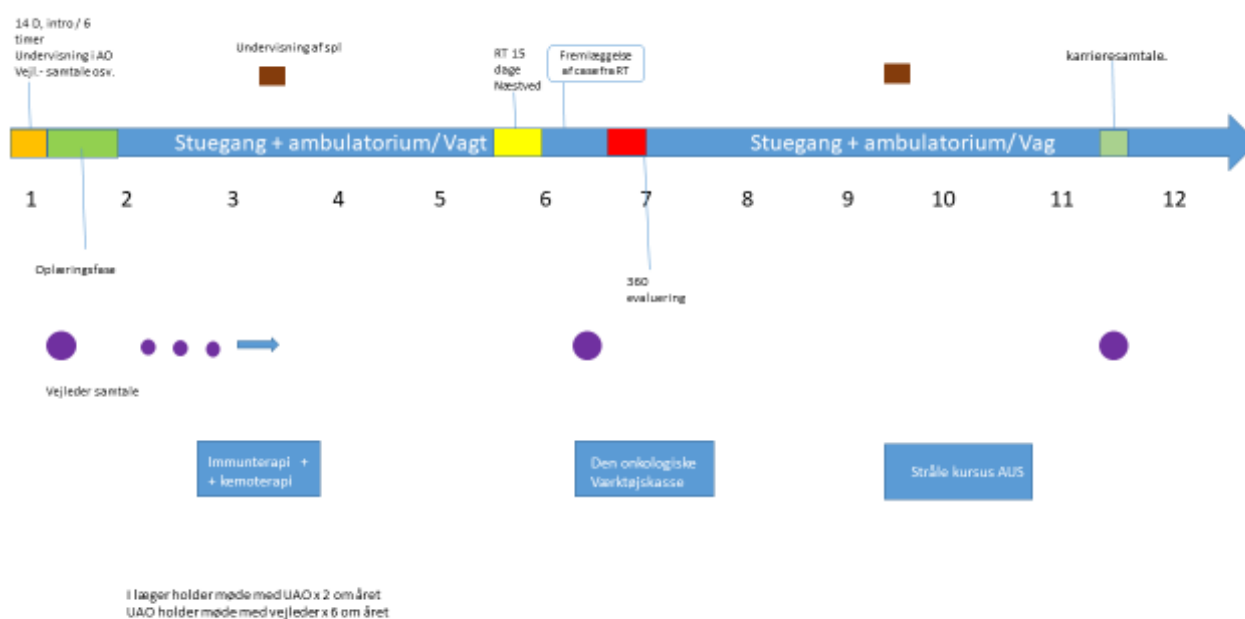 14 D, intro / 6
timer
Undervisning i AO
Vejl.- samtale osv.
Undervisning af spl
RT 15
dage
Næstved
Fremlæggelse
af case fra RT
karrieresamtale.
Stuegang + ambulatorium/ Vagt
Stuegang + ambulatorium/ Vag
1 2 3 4 5 6 7 8 9 10 11 12
Oplæringsfase
360
evaluering
Vejleder samtale
Immunterapi +
+ kemoterapi
Den onkologiske
Værktøjskasse
Stråle kursus AUS
I læger holder møde med UAO x 2 om året
UAO holder møde med vejleder x 6 om året